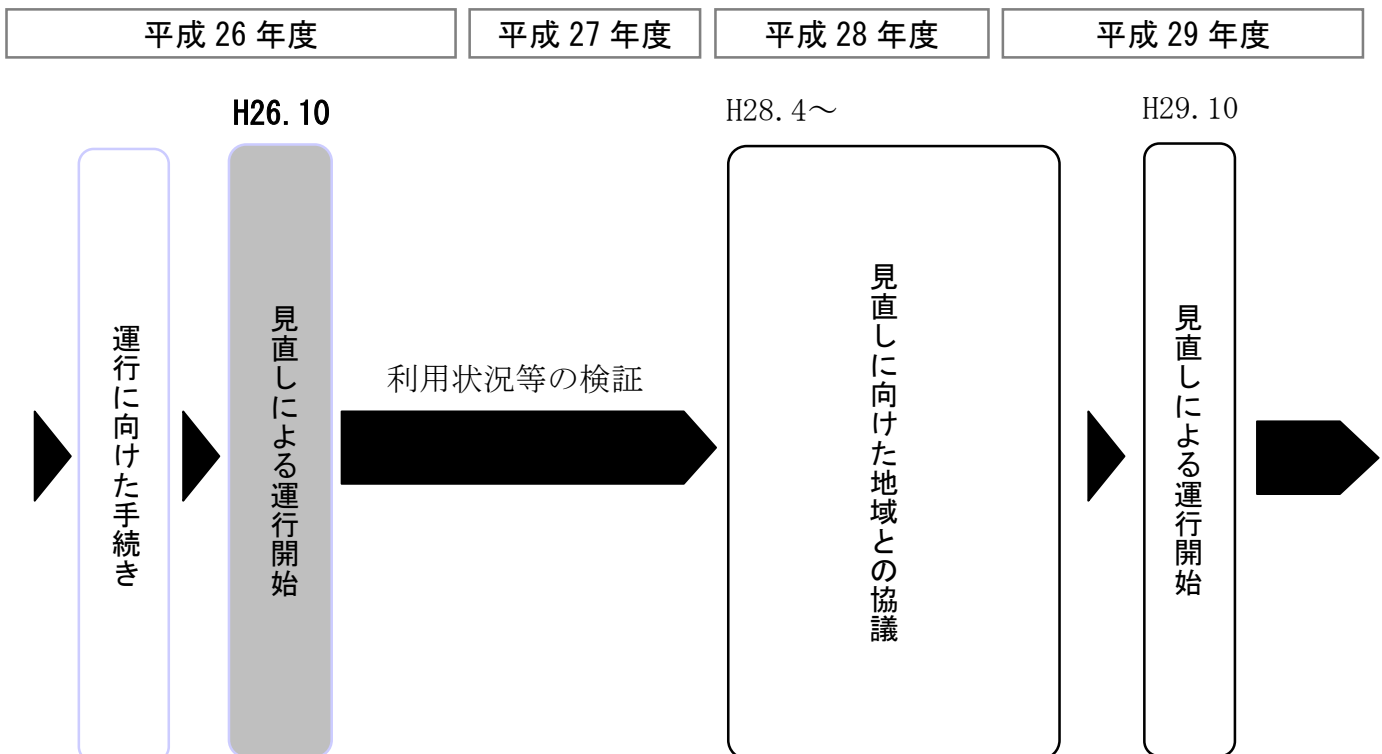 平成 26 年度
平成 27 年度
平成 28 年度
平成 29 年度
H26.10
H28.4～
H29.10
運行に向けた手続き
見直しによる運行開始
利用状況等の検証
見直しに向けた地域との協議
見直しによる運行開始